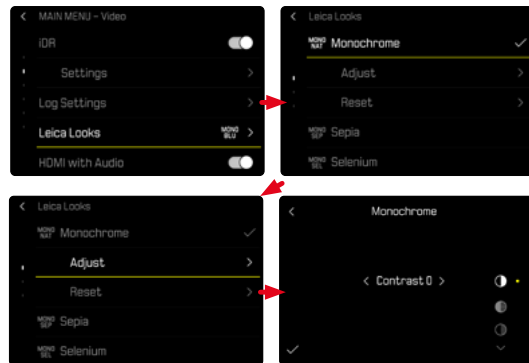 MAIN MENU – Video
iDR
Settings
Log Settings
Leica Looks MONO BLU
HDMI with Audio
Leica Looks
MONO NAT Monochrome
Adjust
Reset
MONO SEP Sepia
MONO SEL Selenium
Leica Looks
MONO NAT Monochrome
Adjust
Reset
MONO SEP Sepia
MONO SEL Selenium
Monochrome
< Contrast 0 >